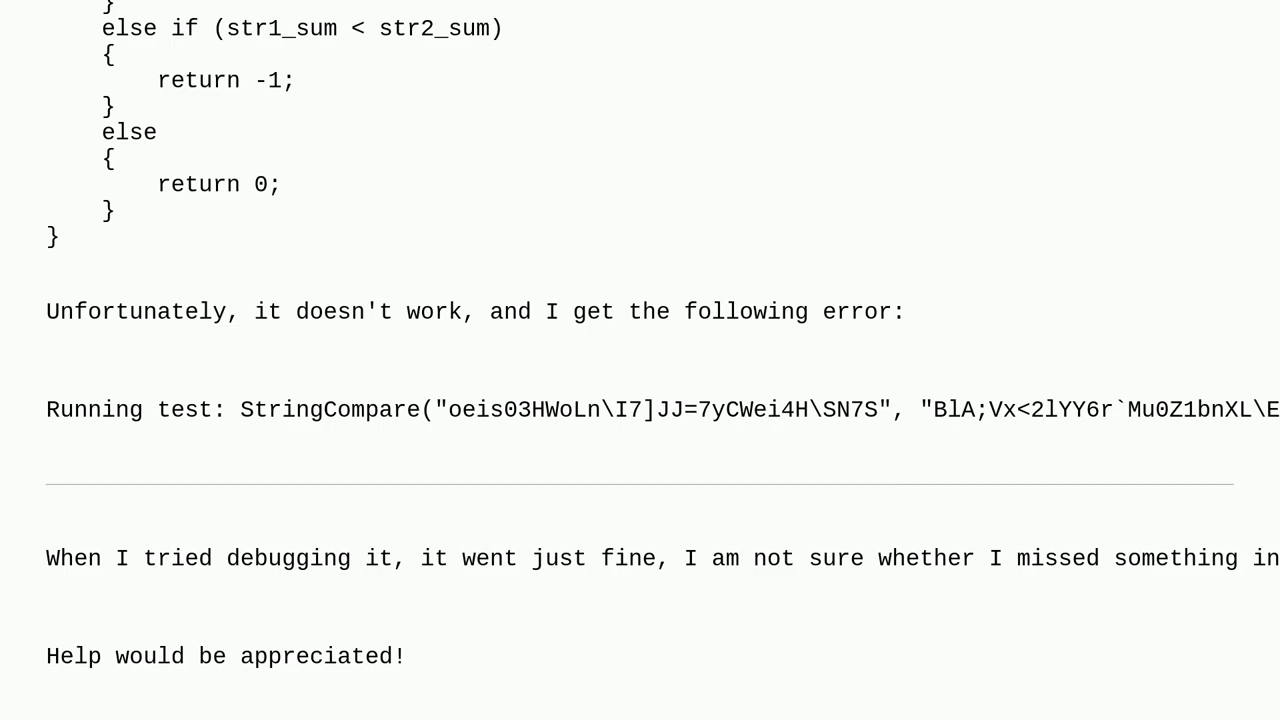 }
else if (str1_sum < str2_sum)
{
return -1;
}
else
{
return 0;
}
}
Unfortunately, it doesn't work, and I get the following error:
Running test: StringCompare("oeis03HWoLn\I7]JJ=7yCWei4H\SN7S", "BlA;Vx<2lYY6r`Mu0Z1bnXL\E
When I tried debugging it, it went just fine, I am not sure whether I missed something in
Help would be appreciated!